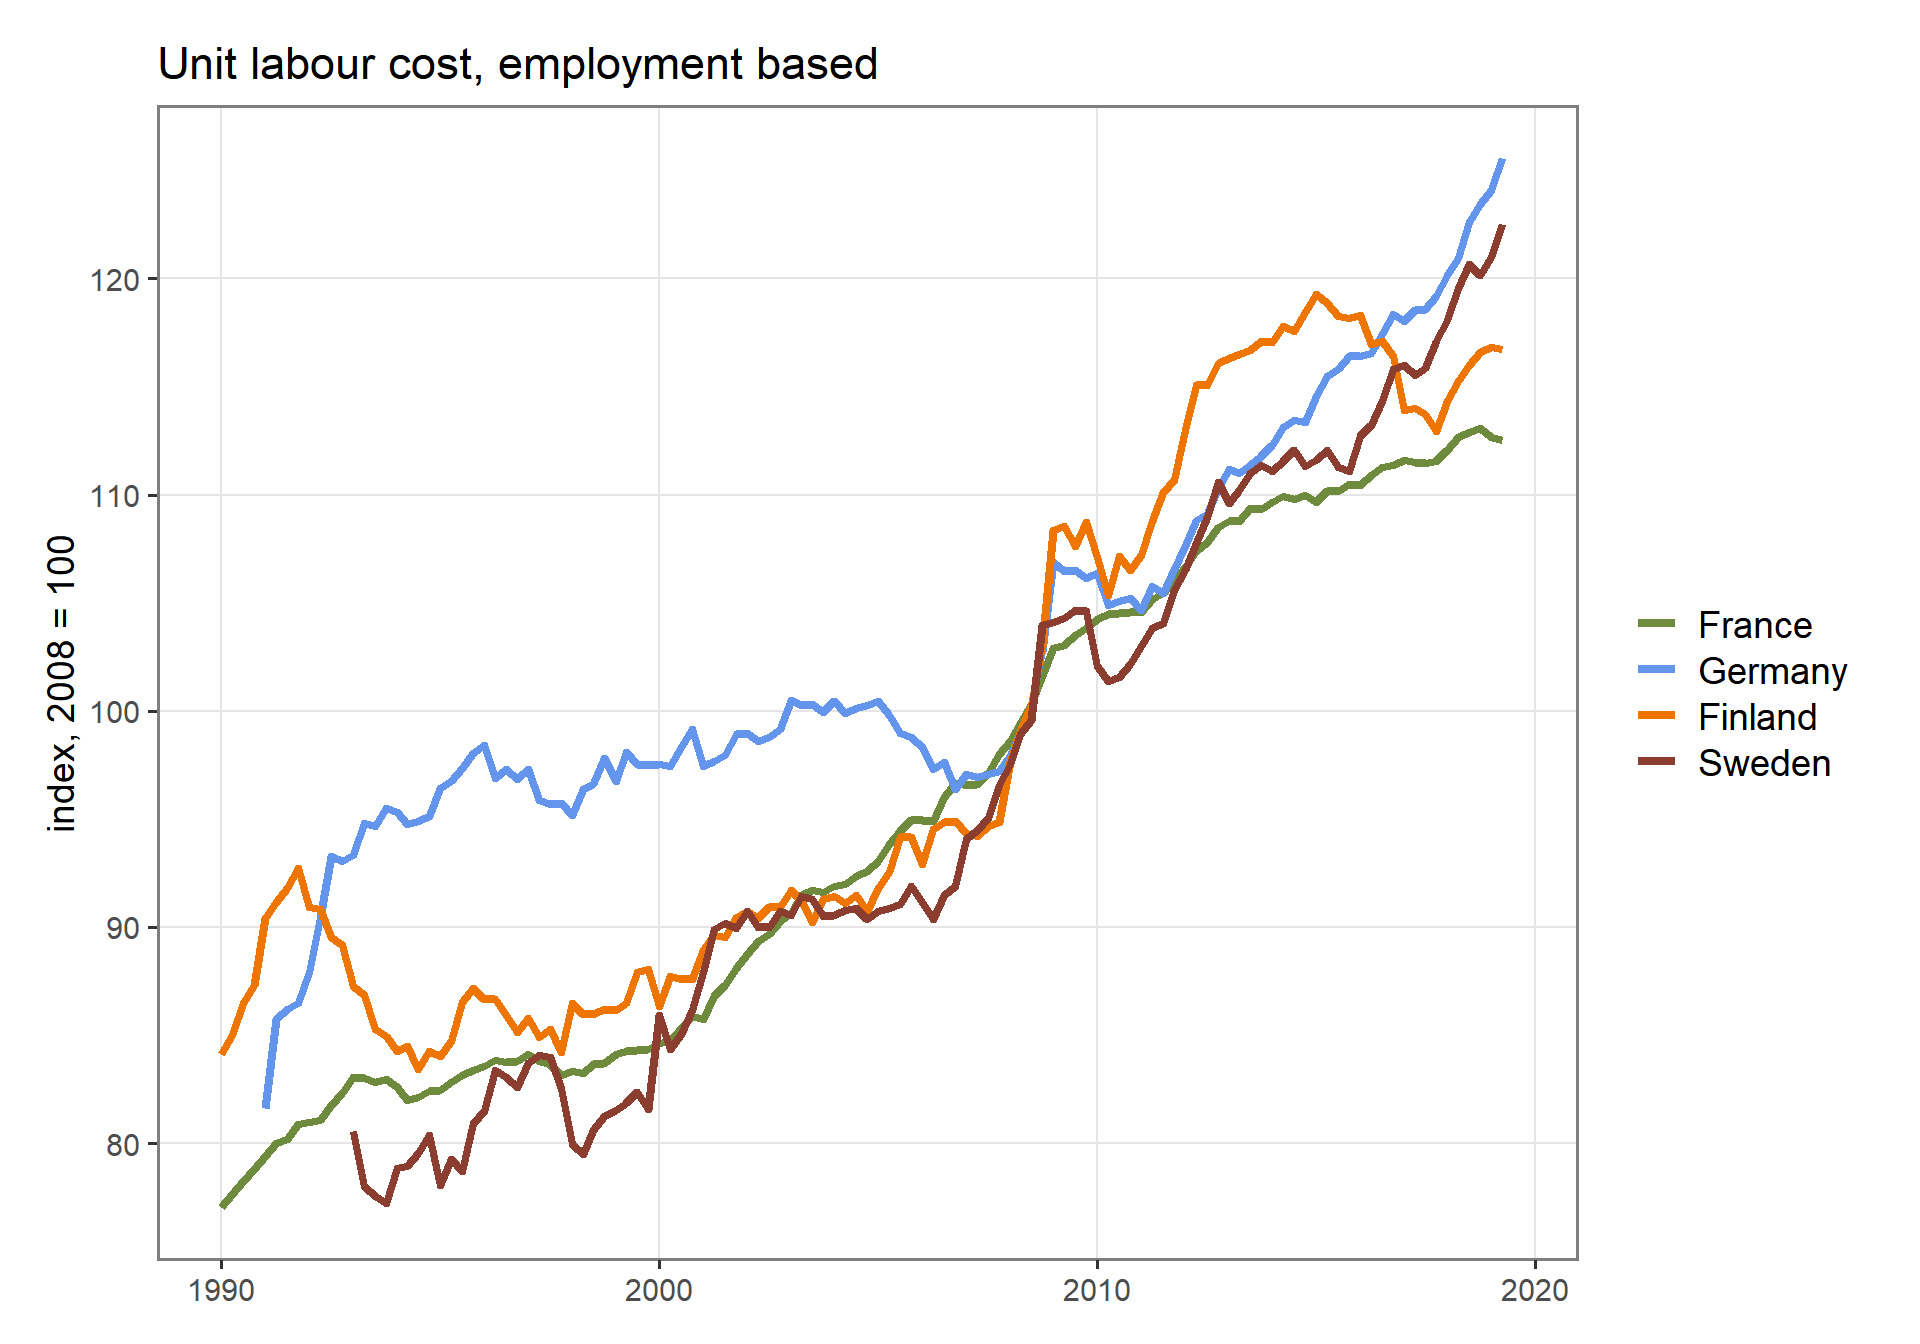 Unit labour cost, employment based
index, 2008 = 100
120
110
100
90
80
1990
2000
2010
2020
France
Germany
Finland
Sweden